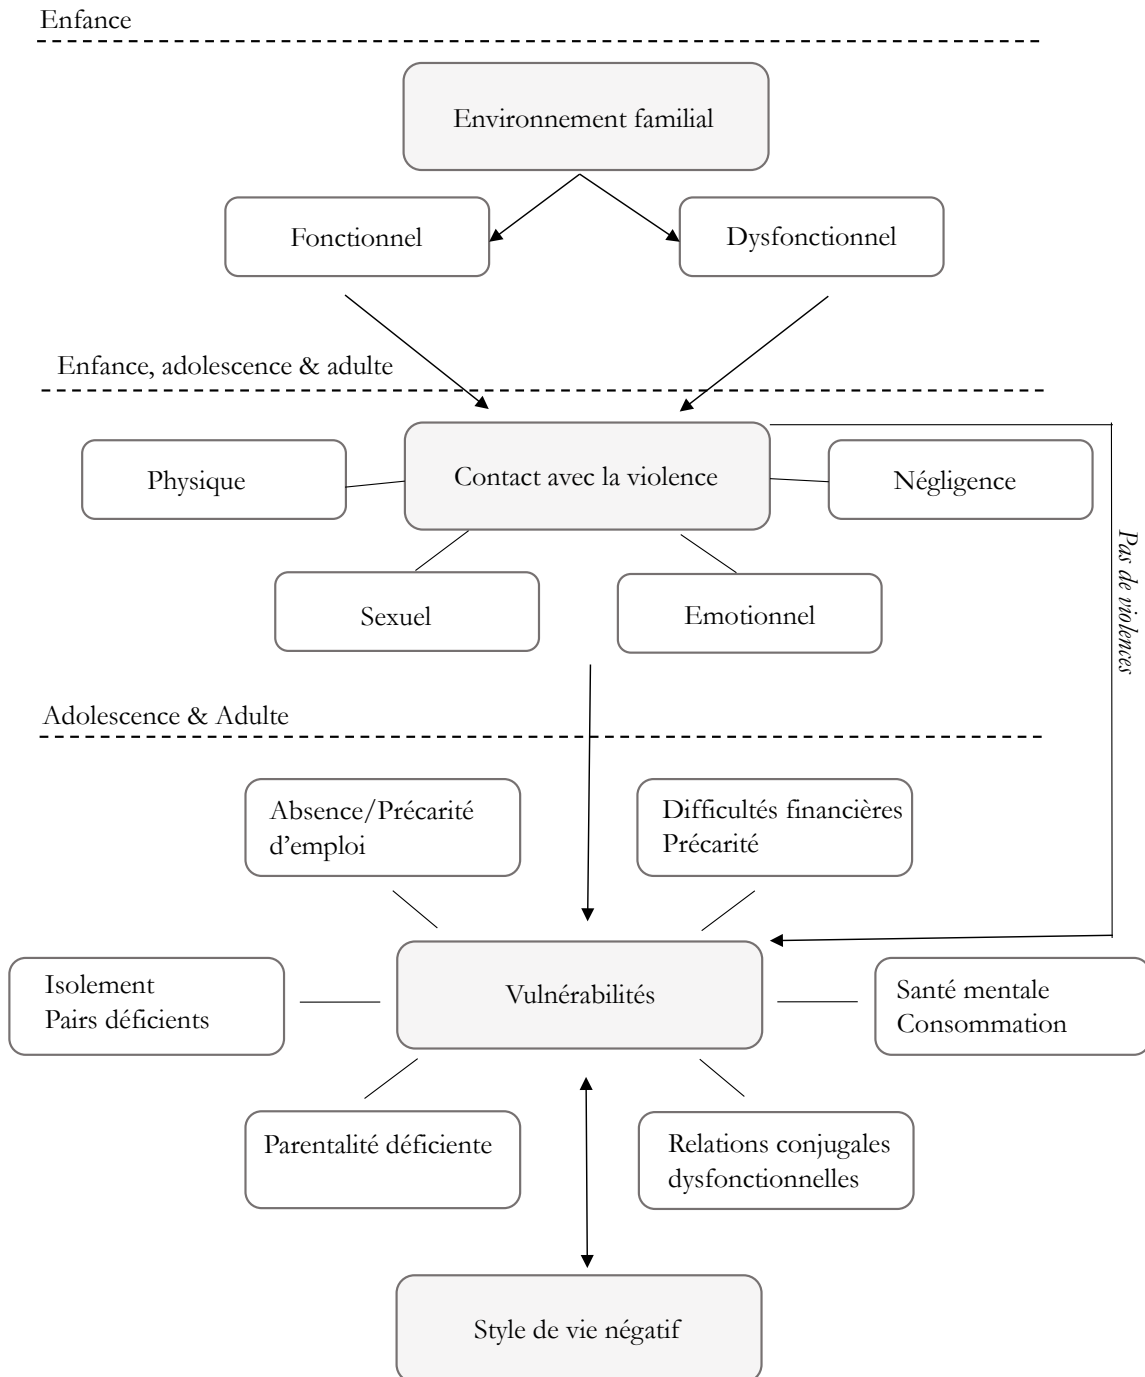 Enfance
Environnement familial
Fonctionnel
Dysfonctionnel
Enfance, adolescence & adulte
Physique
Contact avec la violence
Négligence
Sexuel
Emotionnel
Pas de violences
Adolescence & Adulte
Absence/Précarité
d’emploi
Difficultés financières
Précarité
Isolement
Pairs déficients
Vulnérabilités
Santé mentale
Consommation
Parentalité déficiente
Relations conjugales
dysfonctionnelles
Style de vie négatif